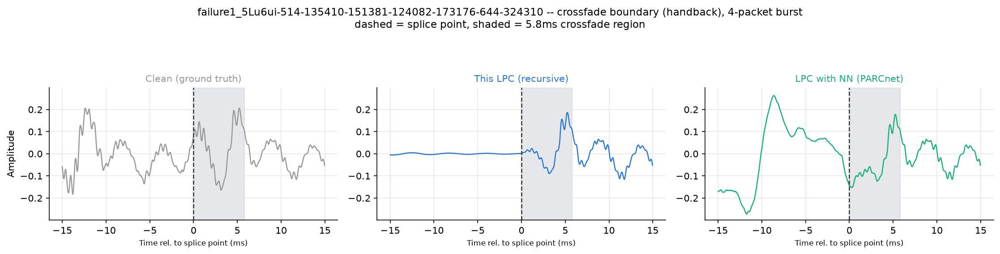 failure1_5Lu6ui-514-135410-151381-124082-173176-644-324310 -- crossfade boundary (handback), 4-packet burst
dashed = splice point, shaded = 5.8ms crossfade region
Clean (ground truth)
Amplitude
0.2
0.1
0.0
−0.1
−0.2
−15 −10 −5 0 5 10 15
Time rel. to splice point (ms)
This LPC (recursive)
0.2
0.1
0.0
−0.1
−0.2
−15 −10 −5 0 5 10 15
Time rel. to splice point (ms)
LPC with NN (PARCnet)
0.2
0.1
0.0
−0.1
−0.2
−15 −10 −5 0 5 10 15
Time rel. to splice point (ms)